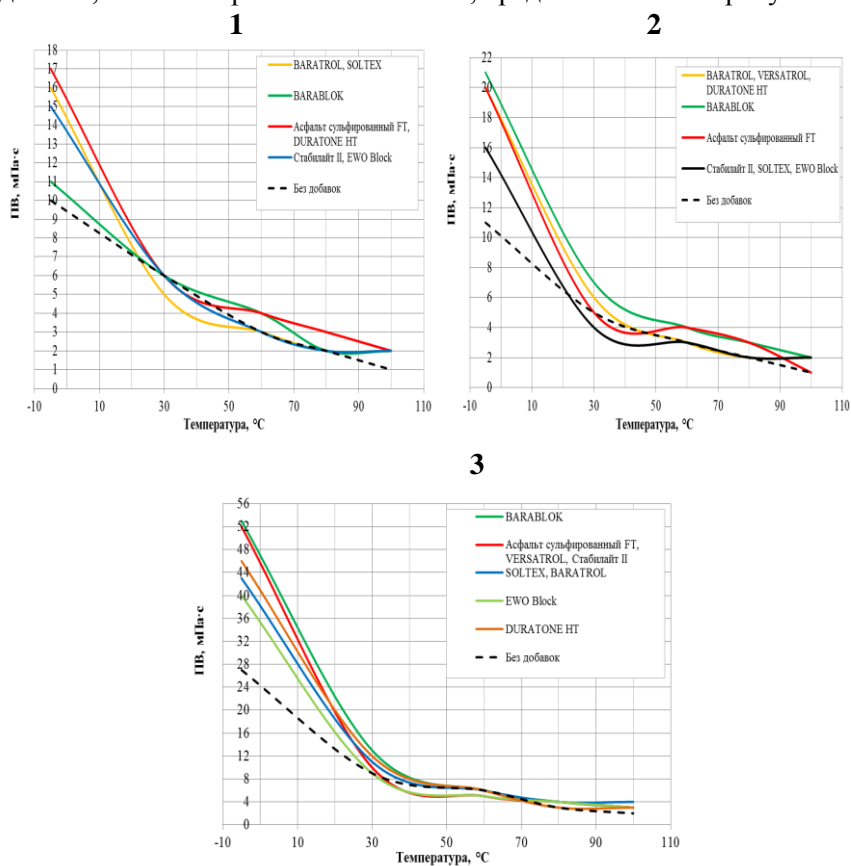 1
2
18
17
16
15
14
13
12
11
10
9
8
7
6
5
4
3
2
1
0
ПВ, мПа·с
-10
10
30
50
70
90
110
Температура, °C
BARATROL, SOLTEX
BARABLOK
Асфальт сульфированный FT,
DURATONE HT
Стабилайт II, EWO Block
Без добавок
22
20
18
16
14
12
10
8
6
4
2
0
ПВ, мПа·с
-10
10
30
50
70
90
110
Температура, °C
BARATROL, VERSATROL,
DURATONE HT
BARABLOK
Асфальт сульфированный FT
Стабилайт II, SOLTEX, EWO Block
Без добавок
3
56
52
48
44
40
36
32
28
24
20
16
12
8
4
0
ПВ, мПа·с
-10
10
30
50
70
90
110
Температура, °C
BARABLOK
Асфальт сульфированный FT,
VERSATROL, Стабилайт II
SOLTEX, BARATROL
EWO Block
DURATONE HT
Без добавок